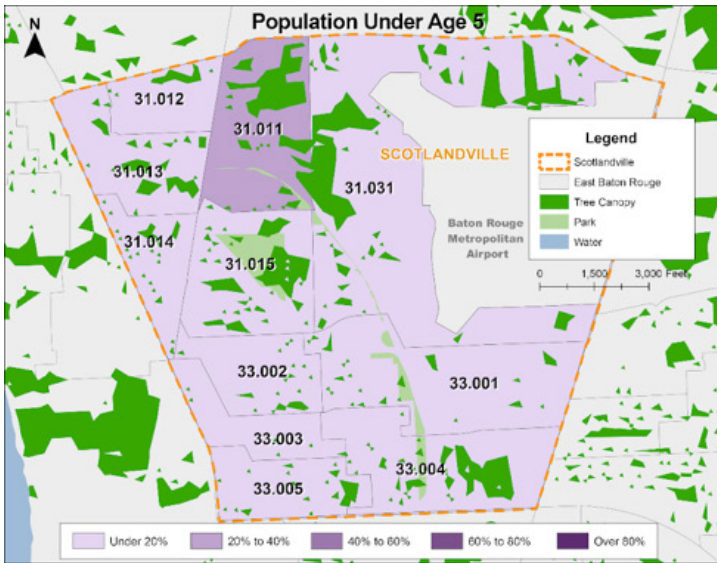 Population Under Age 5
N
31.012
31.011
31.013
SCOTLANDVILLE
31.031
31.014
Baton Rouge
Metropolitan
Airport
31.015
33.002
33.001
33.003
33.004
33.005
Legend
Scotlandville
East Baton Rouge
Tree Canopy
Park
Water
0 1,500 3,000 Feet
Under 20%
20% to 40%
40% to 60%
60% to 80%
Over 80%